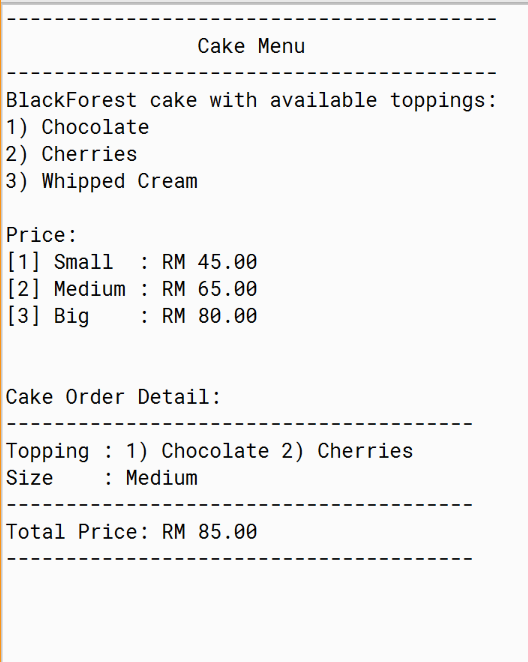 -----------------------------------------
                Cake Menu
-----------------------------------------
BlackForest cake with available toppings:
1) Chocolate
2) Cherries
3) Whipped Cream

Price:
[1] Small  : RM 45.00
[2] Medium : RM 65.00
[3] Big    : RM 80.00


Cake Order Detail:
---------------------------------------
Topping : 1) Chocolate 2) Cherries
Size    : Medium
---------------------------------------
Total Price: RM 85.00
---------------------------------------